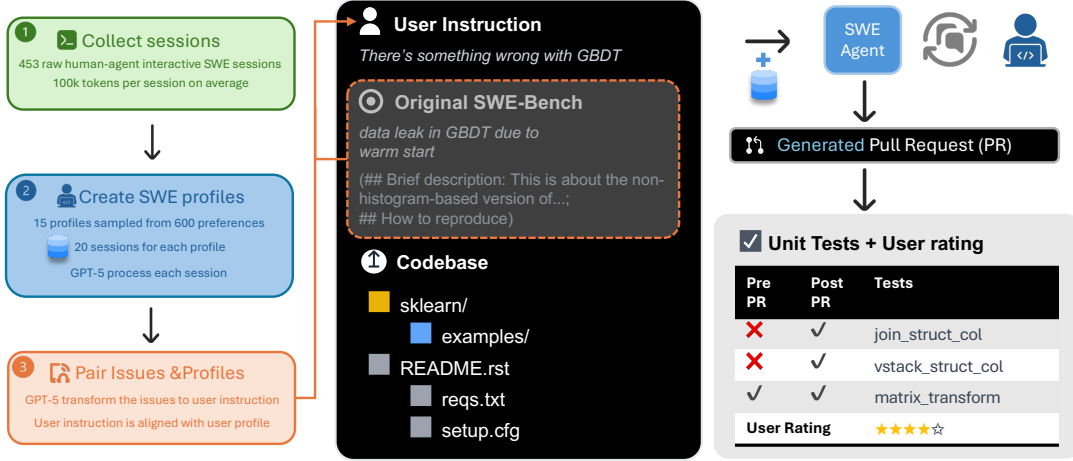 1
Collect sessions
453 raw human-agent interactive SWE sessions
100k tokens per session on average
2
Create SWE profiles
15 profiles sampled from 600 preferences
20 sessions for each profile
GPT-5 process each session
3
Pair Issues &Profiles
GPT-5 transform the issues to user instruction
User instruction is aligned with user profile
User Instruction
There's something wrong with GBDT
Original SWE-Bench
data leak in GBDT due to
warm start
(## Brief description: This is about the non-
histogram-based version of...;
## How to reproduce)
Codebase
sklearn/
examples/
README.rst
reqs.txt
setup.cfg
+
SWE
Agent
</>
Generated Pull Request (PR)
Unit Tests + User rating
Pre PR Post PR Tests
join_struct_col
vstack_struct_col
matrix_transform
User Rating ★★★★☆